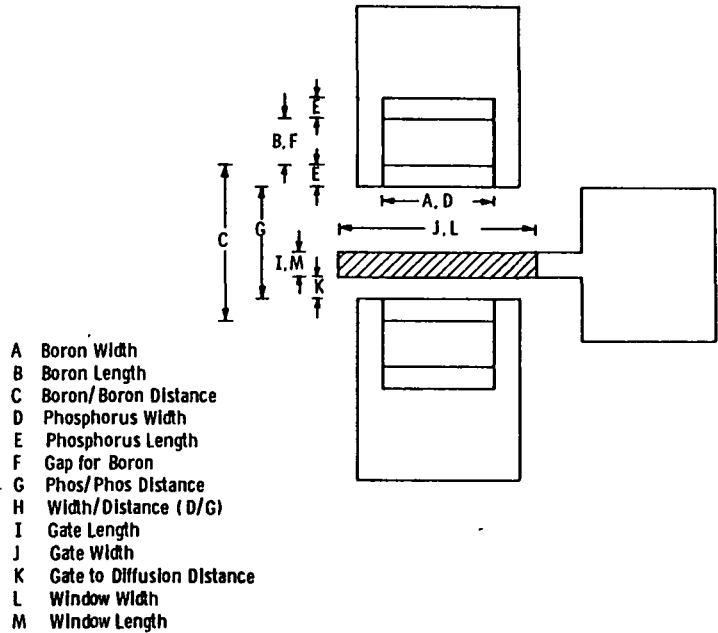 E
B, F
E
A, D
J, L
G
C
I, M
K
A Boron Width
B Boron Length
C Boron/Boron Distance
D Phosphorus Width
E Phosphorus Length
F Gap for Boron
G Phos/Phos Distance
H Width/Distance (D/G)
I Gate Length
J Gate Width
K Gate to Diffusion Distance
L Window Width
M Window Length